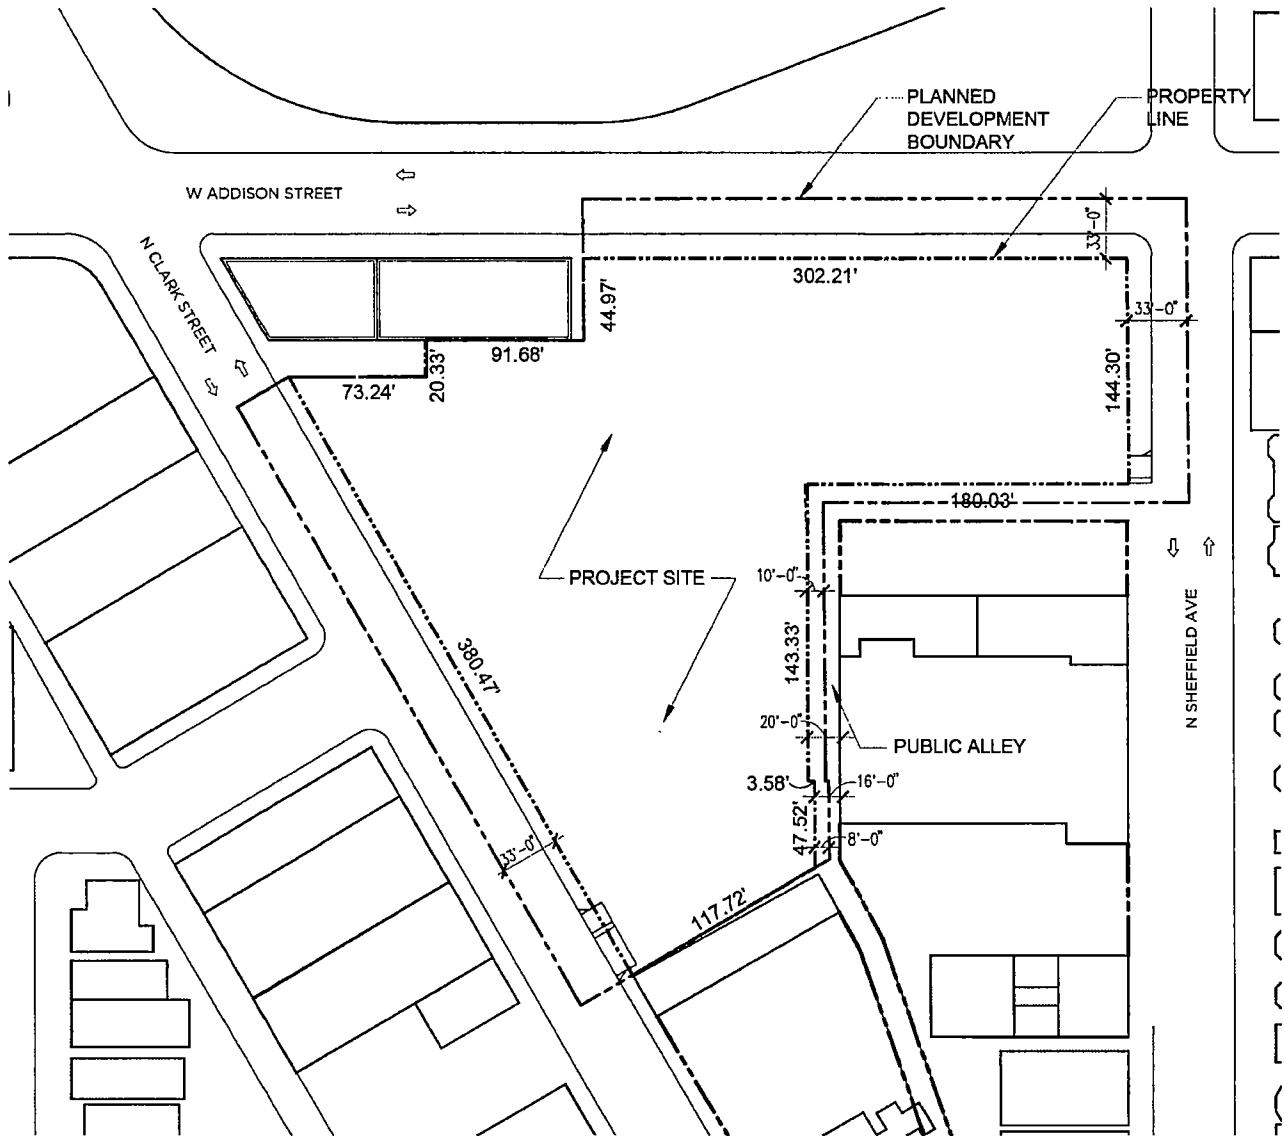 PLANNED
DEVELOPMENT
BOUNDARY
PROPERTY
LINE
W ADDISON STREET
N CLARK STREET
33'-0"
302.21'
33'-0"
44.97'
91.68'
20.33'
73.24'
144.30'
180.03'
PROJECT SITE
10'-0"
143.33'
380.47'
N SHEFFIELD AVE
20'-0"
PUBLIC ALLEY
3.58'
16'-0"
47.52'
8'-0"
33'-0"
117.72'